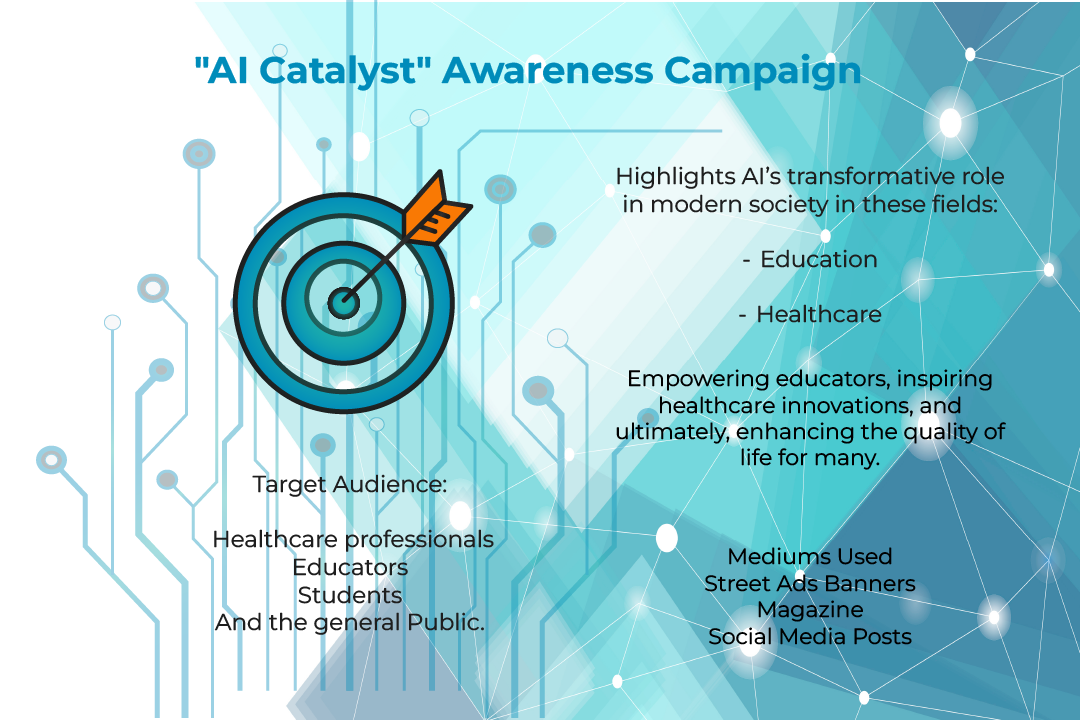 "AI Catalyst" Awareness Campaign
Highlights AI’s transformative role
in modern society in these fields:
- Education
- Healthcare
Empowering educators, inspiring
healthcare innovations, and
ultimately, enhancing the quality of
life for many.
Target Audience:
Healthcare professionals
Educators
Students
And the general Public.
Mediums Used
Street Ads Banners
Magazine
Social Media Posts